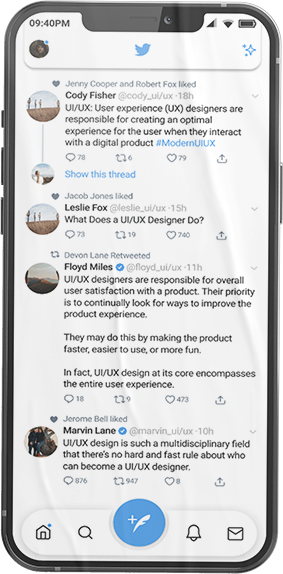 09:40PM
Jenny Cooper and Robert Fox liked
Cody Fisher @cody_ui/ux ·18h
UI/UX: User experience (UX) designers are
responsible for creating an optimal
experience for the user when they interact
with a digital product #ModernUIUX
78 6 79
Show this thread
Jacob Jones liked
Leslie Fox @leslie_ui/ux ·15h
What Does a UI/UX Designer Do?
73 19 740
Devon Lane Retweeted
Floyd Miles @floyd_ui/ux ·11h
UI/UX designers are responsible for overall
user satisfaction with a product. Their priority
is to continually look for ways to improve the
product experience.
They may do this by making the product
faster, easier to use, or more fun.
In fact, UI/UX design at its core encompasses
the entire user experience.
18 9 473
Jerome Bell liked
Marvin Lane @marvin_ui/ux ·10h
UI/UX design is such a multidisciplinary field
that there's no hard and fast rule about who
can become a UI/UX designer.
876 947 8